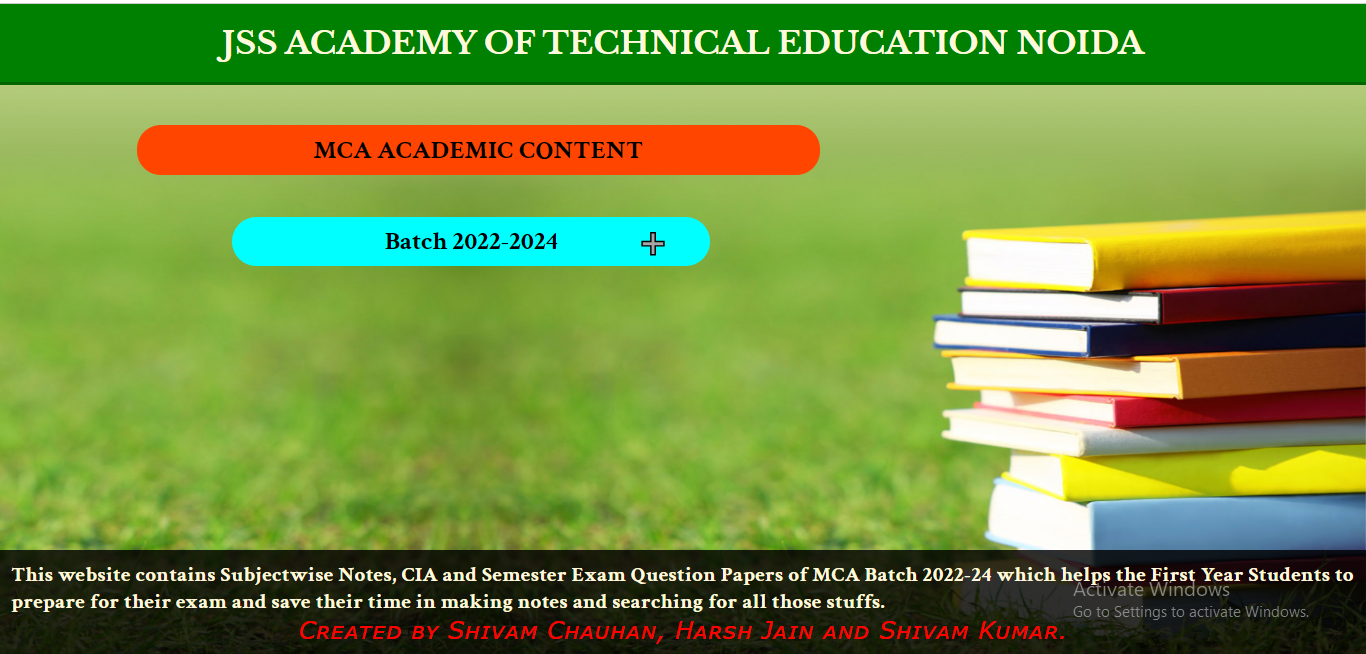 JSS ACADEMY OF TECHNICAL EDUCATION NOIDA
MCA ACADEMIC CONTENT
Batch 2022-2024
This website contains Subjectwise Notes, CIA and Semester Exam Question Papers of MCA Batch 2022-24 which helps the First Year Students to
prepare for their exam and save their time in making notes and searching for all those stuffs.
Activate Windows
Go to Settings to activate Windows.
Created by Shivam Chauhan, Harsh Jain and Shivam Kumar.